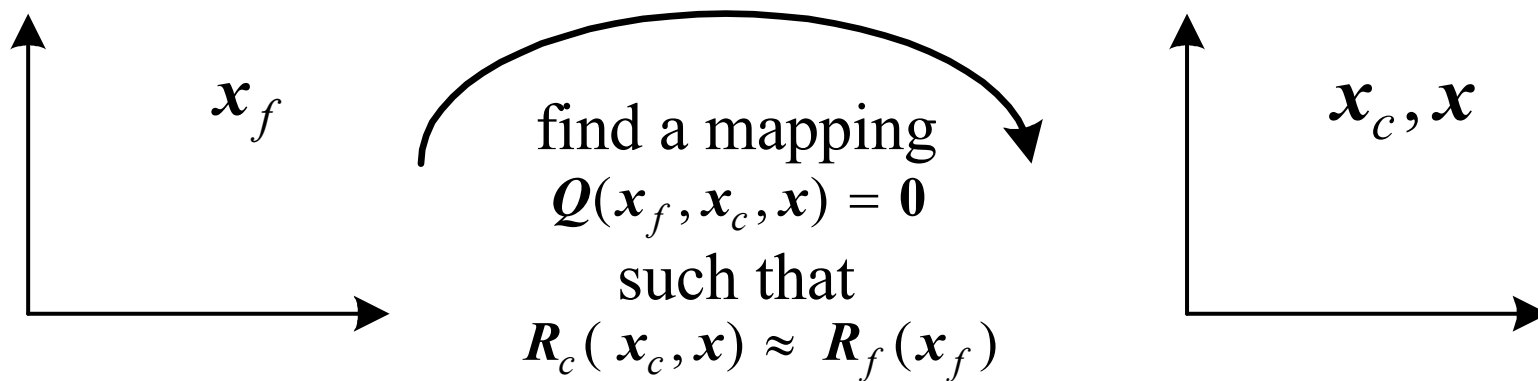 x_f
find a mapping
Q(x_f, x_c, x) = 0
such that
R_c( x_c, x) ≈ R_f(x_f)
x_c, x